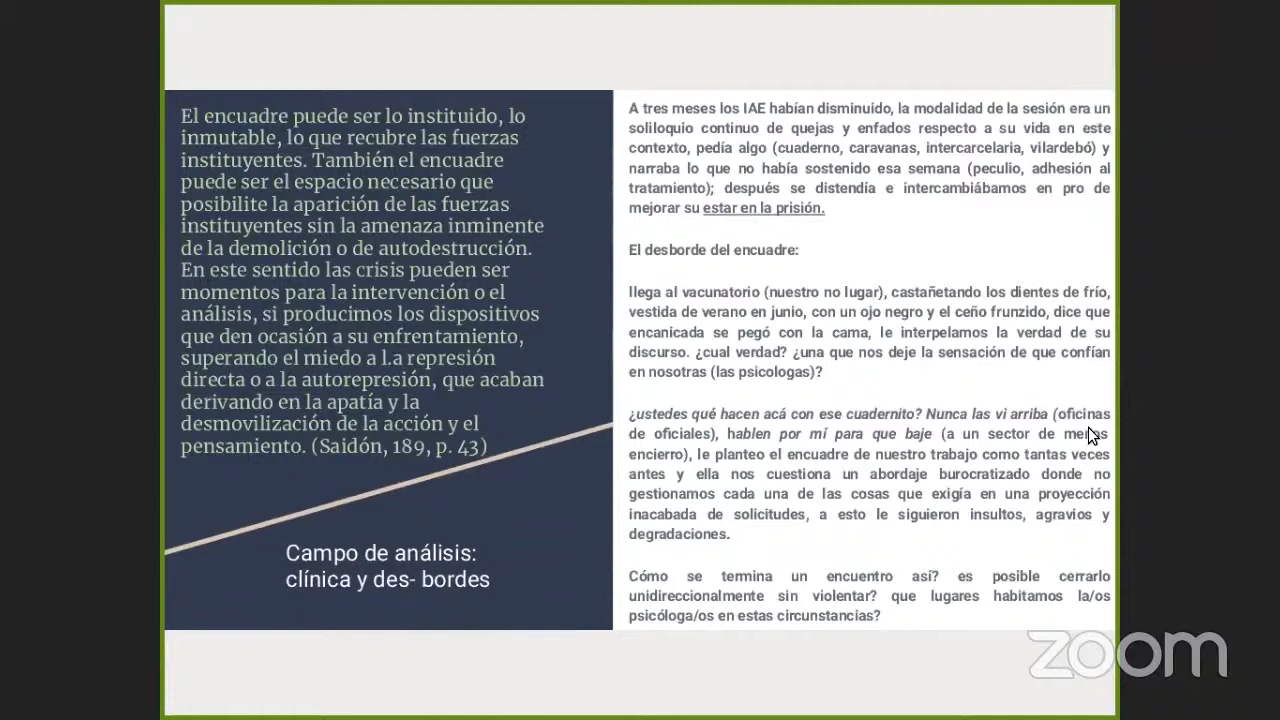 El encuadre puede ser lo instituido, lo
inmutable, lo que recubre las fuerzas
instituyentes. También el encuadre
puede ser el espacio necesario que
posibilite la aparición de las fuerzas
instituyentes sin la amenaza inminente
de la demolición o de autodestrucción.
En este sentido las crisis pueden ser
momentos para la intervención o el
análisis, si producimos los dispositivos
que den ocasión a su enfrentamiento,
superando el miedo a l.a represión
directa o a la autorepresión, que acaban
derivando en la apatía y la
desmovilización de la acción y el
pensamiento. (Saidón, 189, p. 43)
Campo de análisis:
clínica y des- bordes
A tres meses los IAE habían disminuido, la modalidad de la sesión era un
soliloquio continuo de quejas y enfados respecto a su vida en este
contexto, pedía algo (cuaderno, caravanas, intercarcelaria, vilardebó) y
narraba lo que no había sostenido esa semana (peculio, adhesión al
tratamiento); después se distendía e intercambiábamos en pro de
mejorar su estar en la prisión.
El desborde del encuadre:
llega al vacunatorio (nuestro no lugar), castañetando los dientes de frío,
vestida de verano en junio, con un ojo negro y el ceño frunzido, dice que
encanicada se pegó con la cama, le interpelamos la verdad de su
discurso. ¿cual verdad? ¿una que nos deje la sensación de que confían
en nosotras (las psicologas)?
¿ustedes qué hacen acá con ese cuadernito? Nunca las vi arriba (oficinas
de oficiales), hablen por mí para que baje (a un sector de menos
encierro), le planteo el encuadre de nuestro trabajo como tantas veces
antes y ella nos cuestiona un abordaje burocratizado donde no
gestionamos cada una de las cosas que exigía en una proyección
inacabada de solicitudes, a esto le siguieron insultos, agravios y
degradaciones.
Cómo se termina un encuentro así? es posible cerrarlo
unidireccionalmente sin violentar? que lugares habitamos la/os
psicóloga/os en estas circunstancias?
zoom